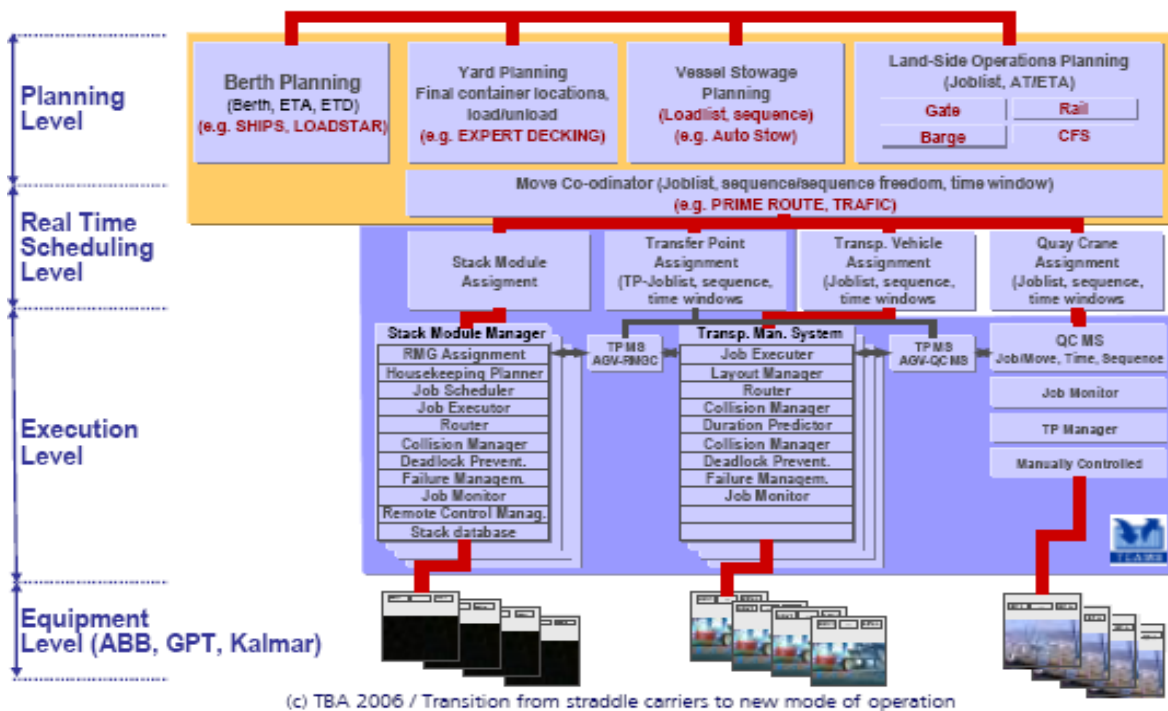 Planning
Level
Berth Planning
(Berth, ETA, ETD)
(e.g. SHIPS, LOADSTAR)
Yard Planning
Final container locations,
load/unload
(e.g. EXPERT DECKING)
Vessel Stowage
Planning
(Loadlist, sequence)
(e.g. Auto Stow)
Land-Side Operations Planning
(Joblist, AT/ETA)
Gate
Rail
Barge
CFS
Move Co-odinator (Joblist, sequence/sequence freedom, time window)
(e.g. PRIME ROUTE, TRAFIC)
Real Time
Scheduling
Level
Stack Module
Assigment
Transfer Point
Assignment
(TP-Joblist, sequence,
time windows
Transp. Vehicle
Assignment
(Joblist, sequence,
time windows
Quay Crane
Assignment
(Joblist, sequence,
time windows
Execution
Level
Stack Module Manager
RMG Assignment
Housekeeping Planner
Job Scheduler
Job Executor
Router
Collision Manager
Deadlock Prevent.
Failure Managem.
Job Monitor
Remote Control Manag.
Stack database
TPMS
AGV-RMGC
Transp. Man. System
Job Executer
Layout Manager
Router
Collision Manager
Duration Predictor
Collision Manager
Deadlock Prevent.
Failure Managem.
Job Monitor
TPMS
AGV-QCMS
QC MS
Job/Move, Time, Sequence
Job Monitor
TP Manager
Manually Controlled
Equipment
Level (ABB, GPT, Kalmar)
(c) TBA 2006 / Transition from straddle carriers to new mode of operation